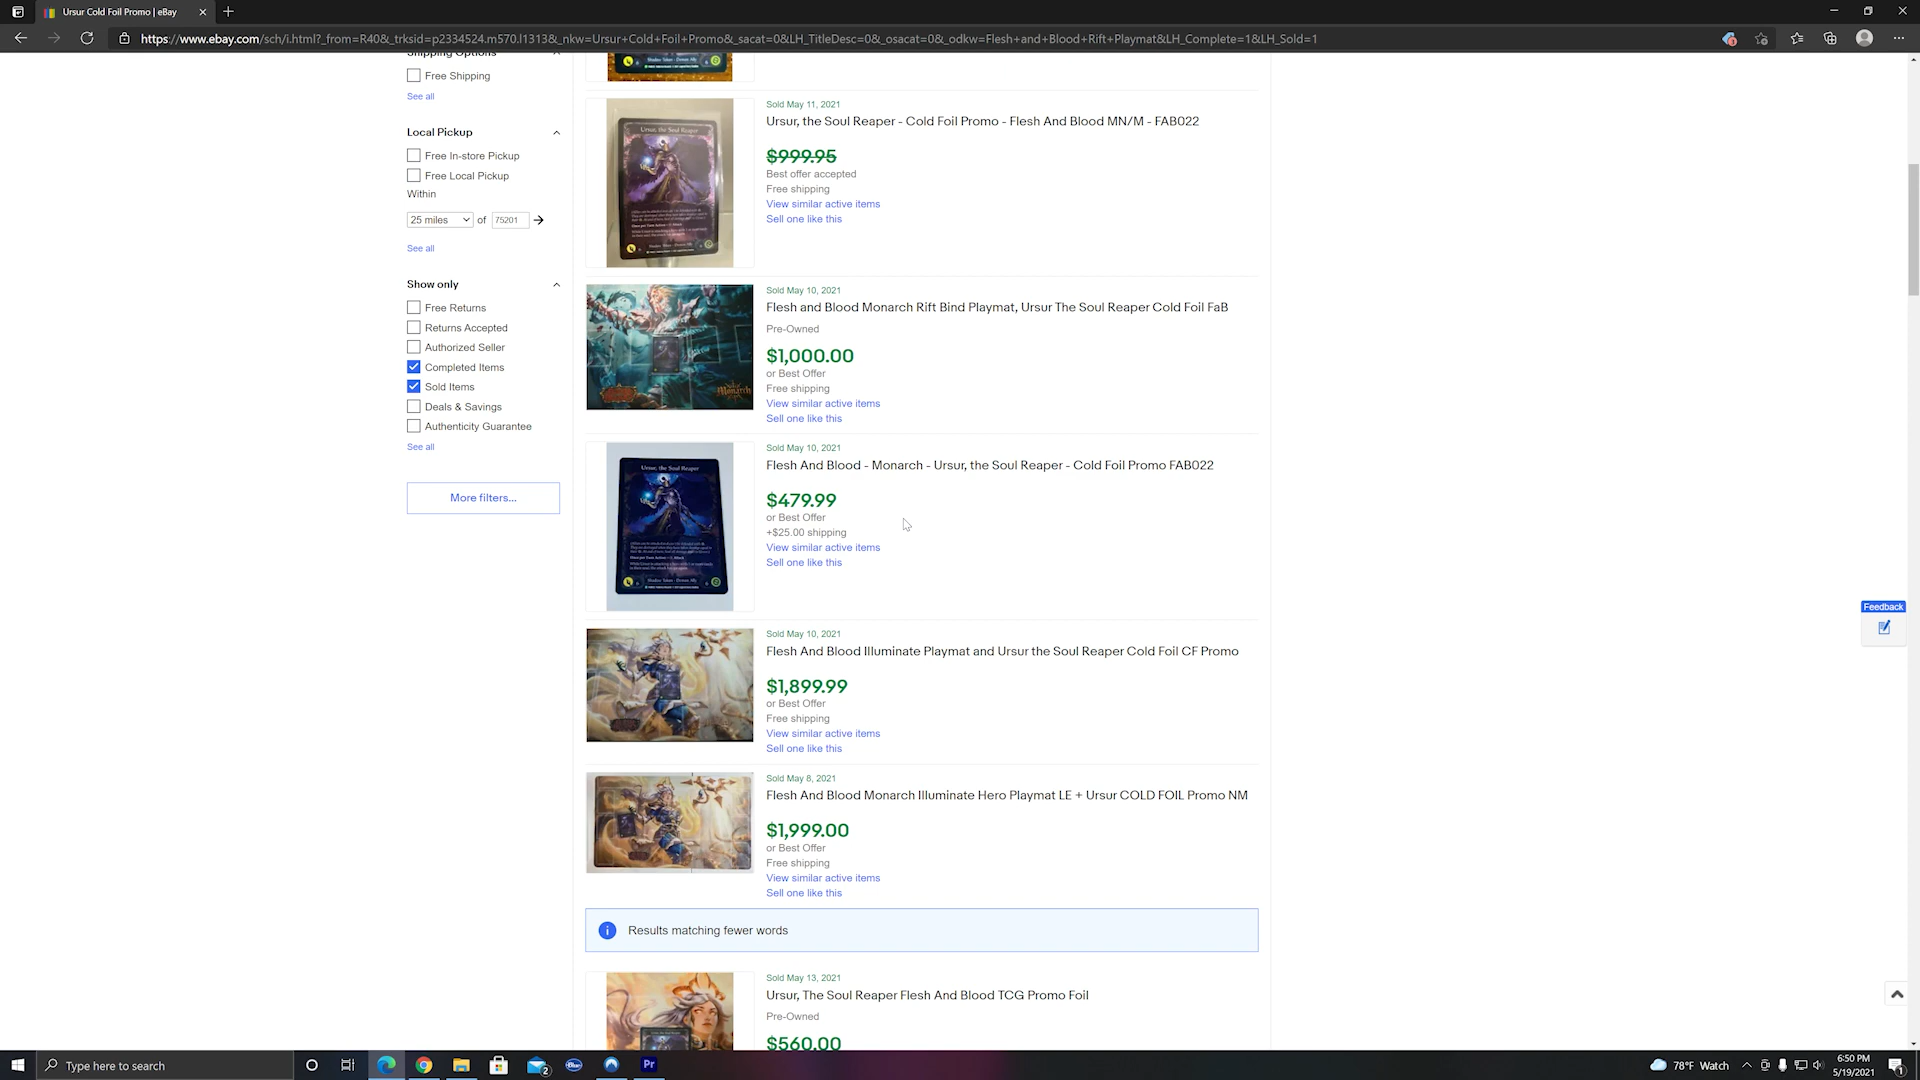 Ursur Cold Foil Promo | eBay
https://www.ebay.com/sch/i.html?_from=R40&_trksid=p2334524.m570.l1313&_nkw=Ursur+Cold+Foil+Promo&_sacat=0&LH_TitleDesc=0&_osacat=0&_odkw=Flesh+and+Blood+Rift+Playmat&LH_Complete=1&LH_Sold=1
Shipping Options
Free Shipping
See all
Local Pickup
Free In-store Pickup
Free Local Pickup
Within
25 miles of 75201
See all
Show only
Free Returns
Returns Accepted
Authorized Seller
Completed Items
Sold Items
Deals & Savings
Authenticity Guarantee
See all
More filters...
Sold May 11, 2021
Ursur, the Soul Reaper - Cold Foil Promo - Flesh And Blood MN/M - FAB022
$999.95
Best offer accepted
Free shipping
View similar active items
Sell one like this
Ursur, the Soul Reaper
Sold May 10, 2021
Flesh and Blood Monarch Rift Bind Playmat, Ursur The Soul Reaper Cold Foil FaB
Pre-Owned
$1,000.00
or Best Offer
Free shipping
View similar active items
Sell one like this
Monarch
Sold May 10, 2021
Flesh And Blood - Monarch - Ursur, the Soul Reaper - Cold Foil Promo FAB022
$479.99
or Best Offer
+$25.00 shipping
View similar active items
Sell one like this
Ursur, the Soul Reaper
Sold May 10, 2021
Flesh And Blood Illuminate Playmat and Ursur the Soul Reaper Cold Foil CF Promo
$1,899.99
or Best Offer
Free shipping
View similar active items
Sell one like this
Sold May 8, 2021
Flesh And Blood Monarch Illuminate Hero Playmat LE + Ursur COLD FOIL Promo NM
$1,999.00
or Best Offer
Free shipping
View similar active items
Sell one like this
Results matching fewer words
Sold May 13, 2021
Ursur, The Soul Reaper Flesh And Blood TCG Promo Foil
Pre-Owned
$560.00
Feedback
Type here to search
2
Pr
78°F Watch
6:50 PM
5/19/2021
1